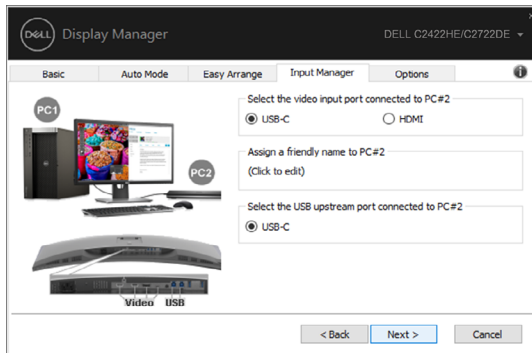 DELL
Display Manager
DELL C2422HE/C2722DE
Basic
Auto Mode
Easy Arrange
Input Manager
Options
PC1
PC2
Video
USB
Select the video input port connected to PC#2
USB-C
HDMI
Assign a friendly name to PC#2
(Click to edit)
Select the USB upstream port connected to PC#2
USB-C
< Back
Next >
Cancel